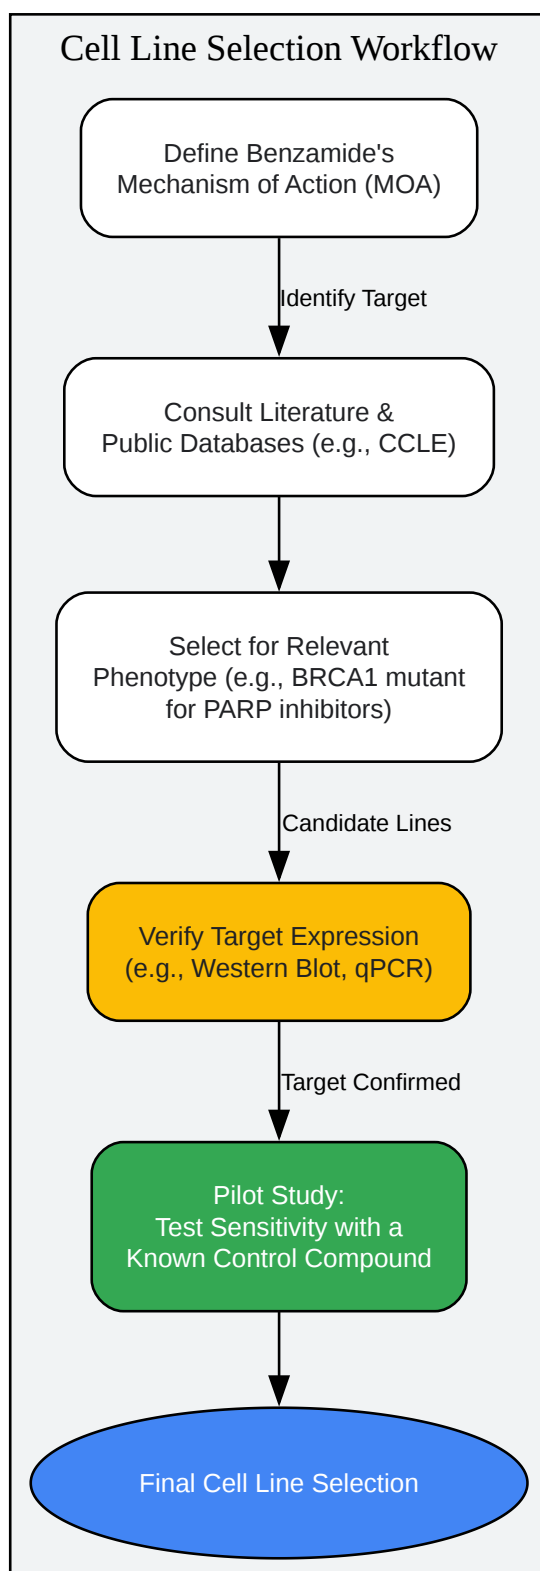 Cell Line Selection Workflow
Define Benzamide's
Mechanism of Action (MOA)
Identify Target
Consult Literature &
Public Databases (e.g., CCLE)
Select for Relevant
Phenotype (e.g., BRCA1 mutant
for PARP inhibitors)
Candidate Lines
Verify Target Expression
(e.g., Western Blot, qPCR)
Target Confirmed
Pilot Study:
Test Sensitivity with a
Known Control Compound
Final Cell Line Selection